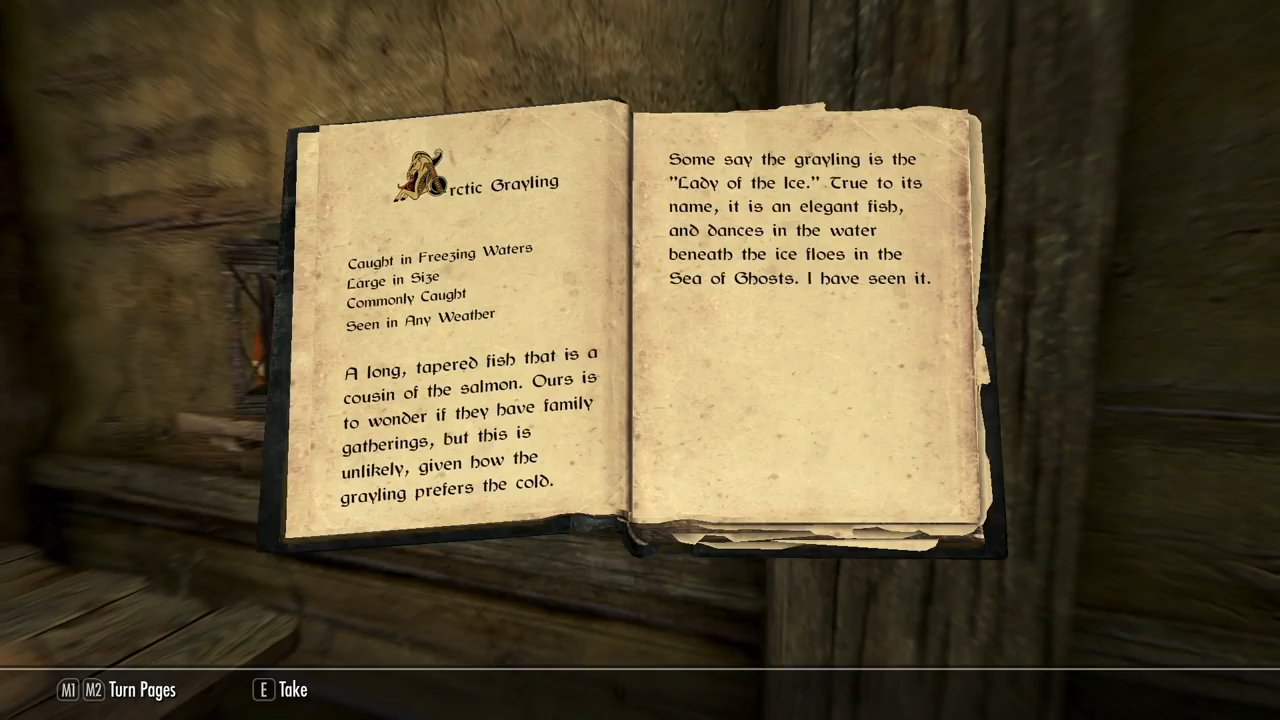 Arctic Grayling
Caught in Freezing Waters
Large in Size
Commonly Caught
Seen in Any Weather
A long, tapered fish that is a
cousin of the salmon. Ours is
to wonder if they have family
gatherings, but this is
unlikely, given how the
grayling prefers the cold.
Some say the grayling is the
"Lady of the Ice." True to its
name, it is an elegant fish,
and dances in the water
beneath the ice floes in the
Sea of Ghosts. I have seen it.
M1 M2 Turn Pages
E Take